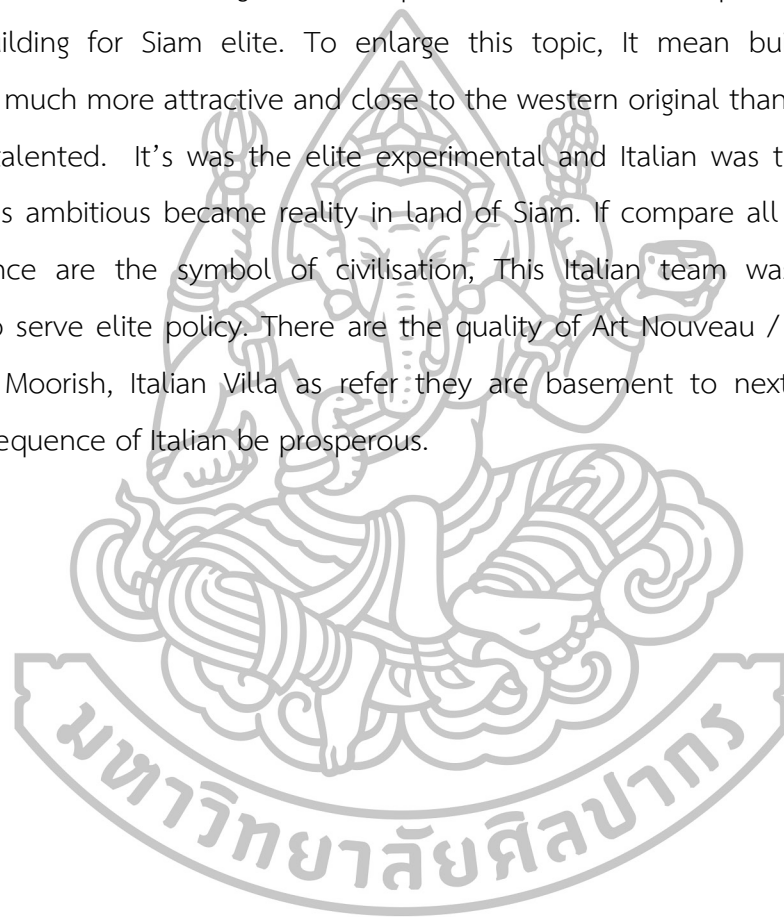 ilding for Siam elite. To enlarge this topic, It mean bu
much more attractive and close to the western original than
alented. It's was the elite experimental and Italian was t
s ambitious became reality in land of Siam. If compare all
nce are the symbol of civilisation, This Italian team wa
o serve elite policy. There are the quality of Art Nouveau /
Moorish, Italian Villa as refer they are basement to next
equence of Italian be prosperous.
มหาวิทยาลัยศิลปากร